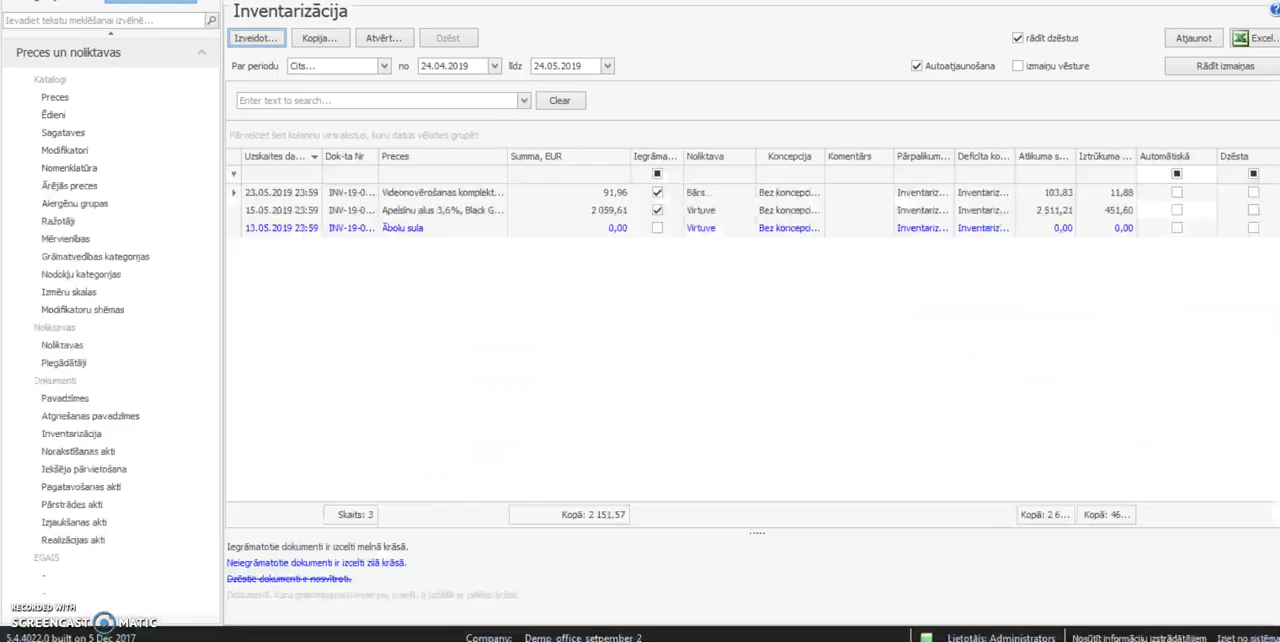 Inventarizācija
Ievadiet tekstu meklēšanai izvēlnē...
Izveidot... Kopija... Atvērt... Dzēst
rādīt dzēstus Atjaunot Excel...
Preces un noliktavas
Par periodu Cits... no 24.04.2019 līdz 24.05.2019 Autoatjaunošana izmaiņu vēsture Rādīt izmaiņas
Katalogi
Preces
Ēdieni
Sagataves
Modifikatori
Nomenklatūra
Ārējās preces
Alergēnu grupas
Ražotāji
Mērvienības
Grāmatvedības kategorijas
Nodokļu kategorijas
Izmēru skalas
Modifikatoru shēmas
Noliktavas
Noliktavas
Piegādātāji
Dokumenti
Pavadzīmes
Atgriešanas pavadzīmes
Inventarizācija
Norakstīšanas akti
Iekšēja pārvietošana
Pagatavošanas akti
Pārstrādes akti
Izjaukšanas akti
Realizācijas akti
EGAIS
-
-
Enter text to search... Clear
Pārvelciet šeit kolonnu virsrakstus, kuru datus vēlaties grupēt
Uzskaites da... Dok-ta Nr Preces Summa, EUR Iegrāma... Noliktava Koncepcija Komentārs Pārpalikum... Deficīta ko... Atlikuma s... Iztrūkuma ... Automātiskā Dzēsta
23.05.2019 23:59 INV-19-0... Videonovērošanas komplekt... 91,96 Bārs Bez koncepci... Inventariz... Inventariz... 103,83 11,88
15.05.2019 23:59 INV-19-0... Apelsīnu alus 3,6%, Black G... 2 059,61 Virtuve Bez koncepci... Inventariz... Inventariz... 2 511,21 451,60
13.05.2019 23:59 INV-19-0... Ābolu sula 0,00 Virtuve Bez koncepci... Inventariz... Inventariz... 0,00 0,00
Skaits: 3 Kopā: 2 151,57 Kopā: 2 6... Kopā: 46...
Iegrāmatotie dokumenti ir izcelti melnā krāsā.
Neiegrāmatotie dokumenti ir izcelti zilā krāsā.
Dzēstie dokumenti ir nosvītroti.
RECORDED WITH
SCREENCAST MATIC
5.4.4022.0 built on 5 Dec 2017 Company: Demo office setpember 2 Lietotājs: Administrators Nosūtīt informāciju izstrādātājiem